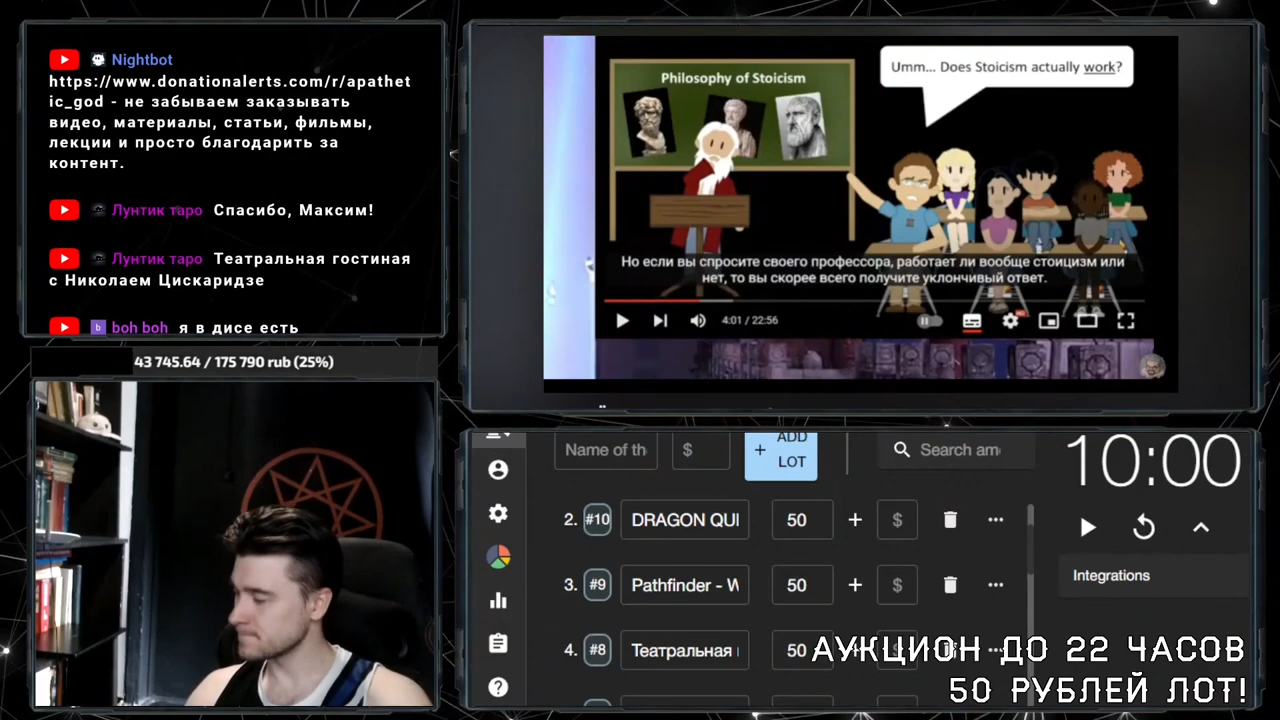 Nightbot
https://www.donationalerts.com/r/apathet
ic_god - не забываем заказывать
видео, материалы, статьи, фильмы,
лекции и просто благодарить за
контент.
Лунтик таро Спасибо, Максим!
Лунтик таро Театральная гостиная
с Николаем Цискаридзе
b boh boh я в дисе есть
43 745.64 / 175 790 rub (25%)
Philosophy of Stoicism
Umm... Does Stoicism actually work?
Но если вы спросите своего профессора, работает ли вообще стоицизм или
нет, то вы скорее всего получите уклончивый ответ.
4:01 / 22:56
Name of th
$
+ ADD
LOT
Search am
10:00
2. #10 DRAGON QUI 50 + $
3. #9 Pathfinder - W 50 + $
4. #8 Театральная 50
Integrations
АУКЦИОН ДО 22 ЧАСОВ
50 РУБЛЕЙ ЛОТ!